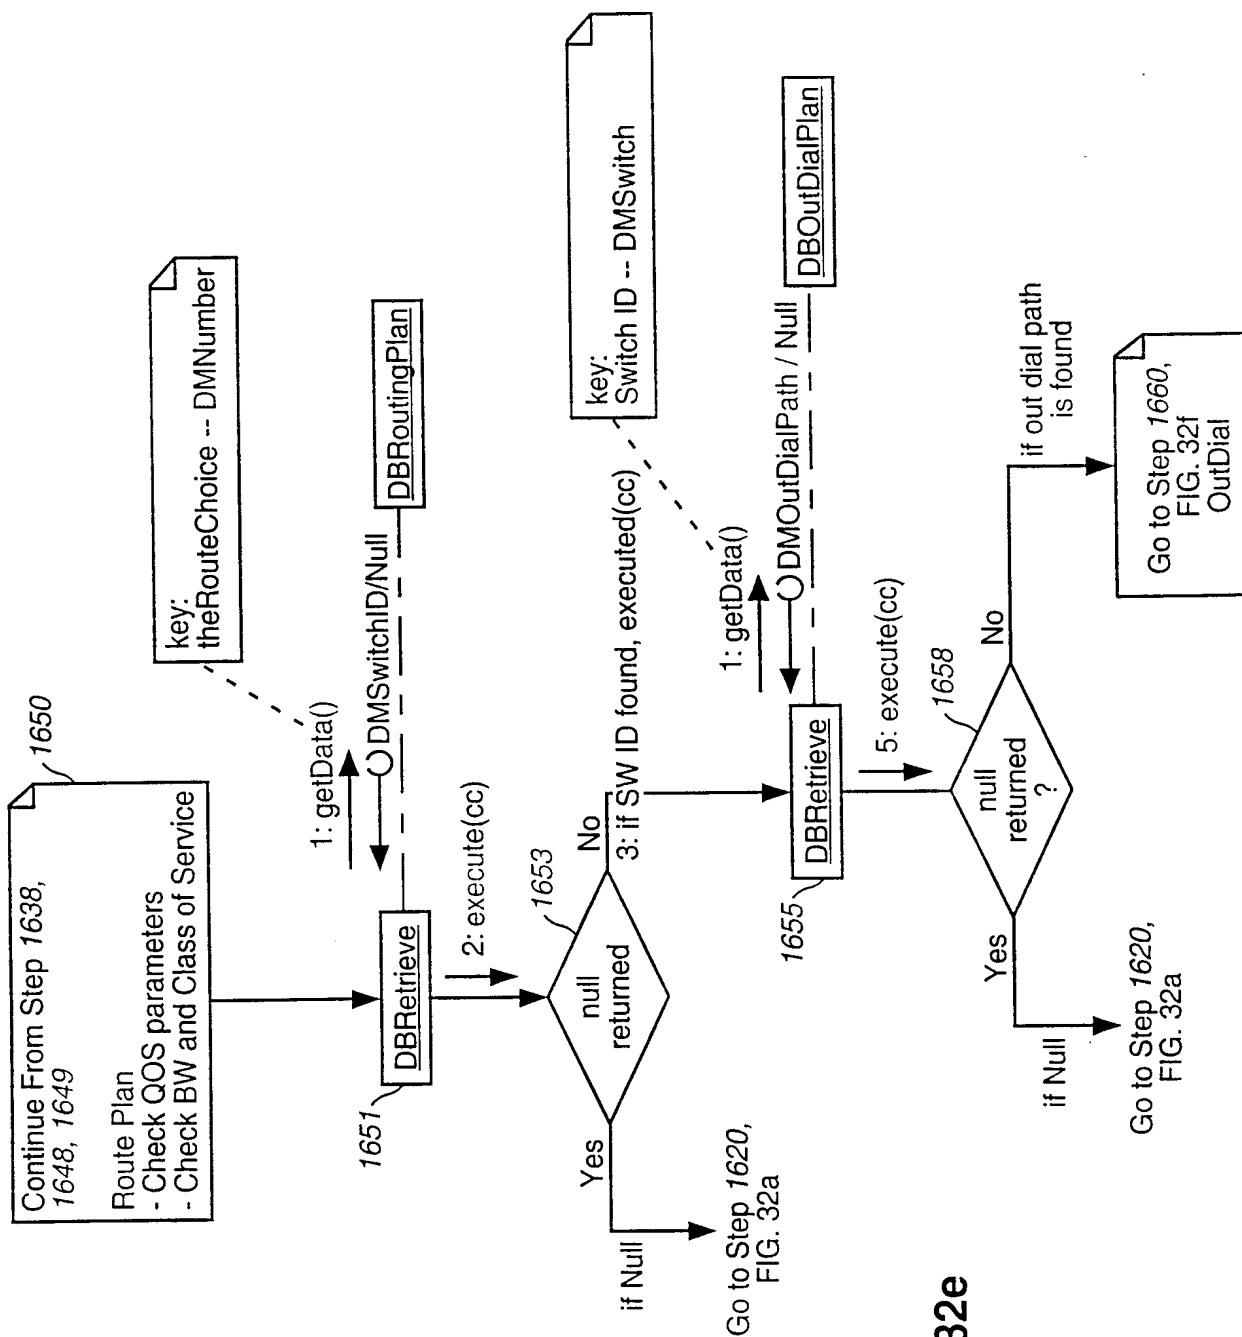 Continue From Step 1638,
1648, 1649
Route Plan
- Check QOS parameters
- Check BW and Class of Service
1650
key:
theRouteChoice -- DMNumber
1: getData()
DMSwitchID/Null
DBRetrieve
1651
DBRoutingPlan
2: execute(cc)
null
returned
1653
Yes
if Null
Go to Step 1620,
FIG. 32a
No
3: if SW ID found, executed(cc)
key:
Switch ID -- DMSwitch
1: getData()
DMOutDialPath / Null
DBRetrieve
1655
DBOutDialPlan
5: execute(cc)
null
returned
?
1658
Yes
if Null
Go to Step 1620,
FIG. 32a
No
if out dial path
is found
Go to Step 1660,
FIG. 32f
OutDial
32e